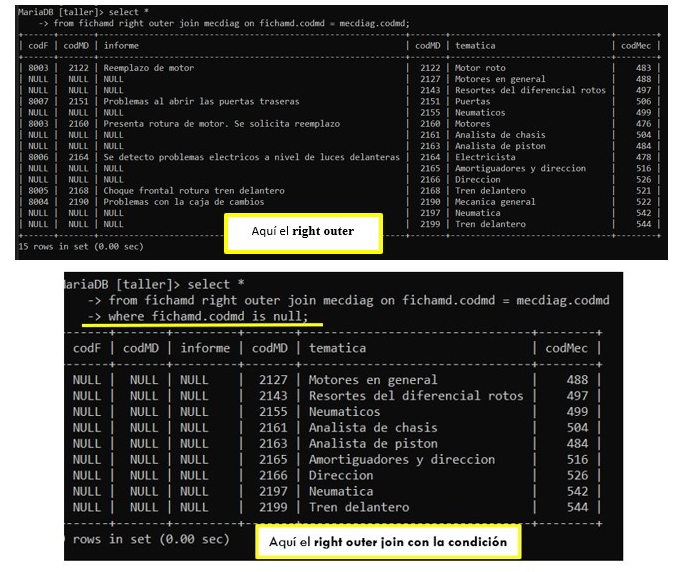 MariaDB [taller]> select *
-> from fichamd right outer join mecdiag on fichamd.codmd = mecdiag.codmd;
| codF | codMD | informe | codMD | tematica | codMec |
| 8003 | 2122 | Reemplazo de motor | 2122 | Motor roto | 483 |
| NULL | NULL | NULL | 2127 | Motores en general | 488 |
| NULL | NULL | NULL | 2143 | Resortes del diferencial rotos | 497 |
| 8007 | 2151 | Problemas al abrir las puertas traseras | 2151 | Puertas | 506 |
| NULL | NULL | NULL | 2155 | Neumaticos | 499 |
| 8003 | 2160 | Presenta rotura de motor. Se solicita reemplazo | 2160 | Motores | 476 |
| NULL | NULL | NULL | 2161 | Analista de chasis | 504 |
| NULL | NULL | NULL | 2163 | Analista de piston | 484 |
| 8006 | 2164 | Se detecto problemas electricos a nivel de luces delanteras | 2164 | Electricista | 478 |
| NULL | NULL | NULL | 2165 | Amortiguadores y direccion | 516 |
| NULL | NULL | NULL | 2166 | Direccion | 526 |
| 8005 | 2168 | Choque frontal rotura tren delantero | 2168 | Tren delantero | 521 |
| 8004 | 2190 | Problemas con la caja de cambios | 2190 | Mecanica general | 522 |
| NULL | NULL | NULL | 2197 | Neumatica | 542 |
| NULL | NULL | NULL | 2199 | Tren delantero | 544 |
15 rows in set (0.00 sec)
Aquí el right outer
ariaDB [taller]> select *
-> from fichamd right outer join mecdiag on fichamd.codmd = mecdiag.codmd
-> where fichamd.codmd is null;
codF | codMD | informe | codMD | tematica | codMec |
NULL | NULL | NULL | 2127 | Motores en general | 488 |
NULL | NULL | NULL | 2143 | Resortes del diferencial rotos | 497 |
NULL | NULL | NULL | 2155 | Neumaticos | 499 |
NULL | NULL | NULL | 2161 | Analista de chasis | 504 |
NULL | NULL | NULL | 2163 | Analista de piston | 484 |
NULL | NULL | NULL | 2165 | Amortiguadores y direccion | 516 |
NULL | NULL | NULL | 2166 | Direccion | 526 |
NULL | NULL | NULL | 2197 | Neumatica | 542 |
NULL | NULL | NULL | 2199 | Tren delantero | 544 |
rows in set (0.00 sec)
Aquí el right outer join con la condición